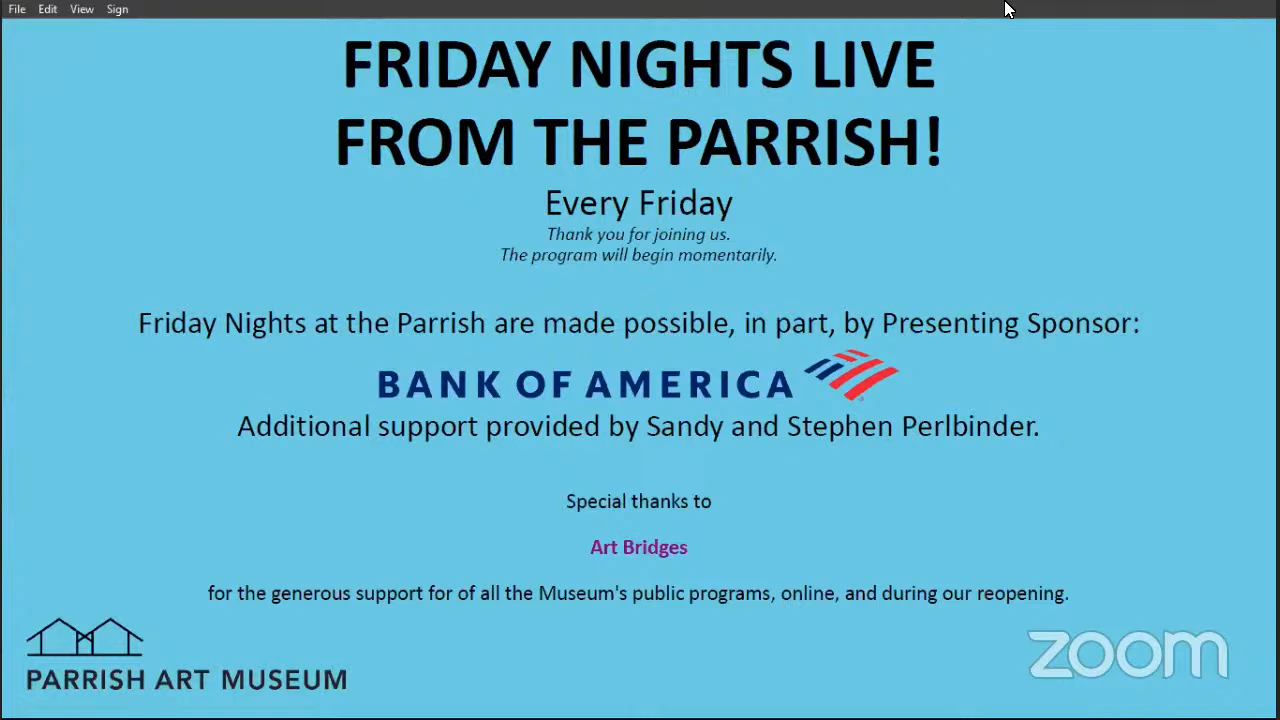 File Edit View Sign
FRIDAY NIGHTS LIVE
FROM THE PARRISH!
Every Friday
Thank you for joining us.
The program will begin momentarily.
Friday Nights at the Parrish are made possible, in part, by Presenting Sponsor:
BANK OF AMERICA
Additional support provided by Sandy and Stephen Perlbinder.
Special thanks to
Art Bridges
for the generous support for of all the Museum's public programs, online, and during our reopening.
PARRISH ART MUSEUM
zoom